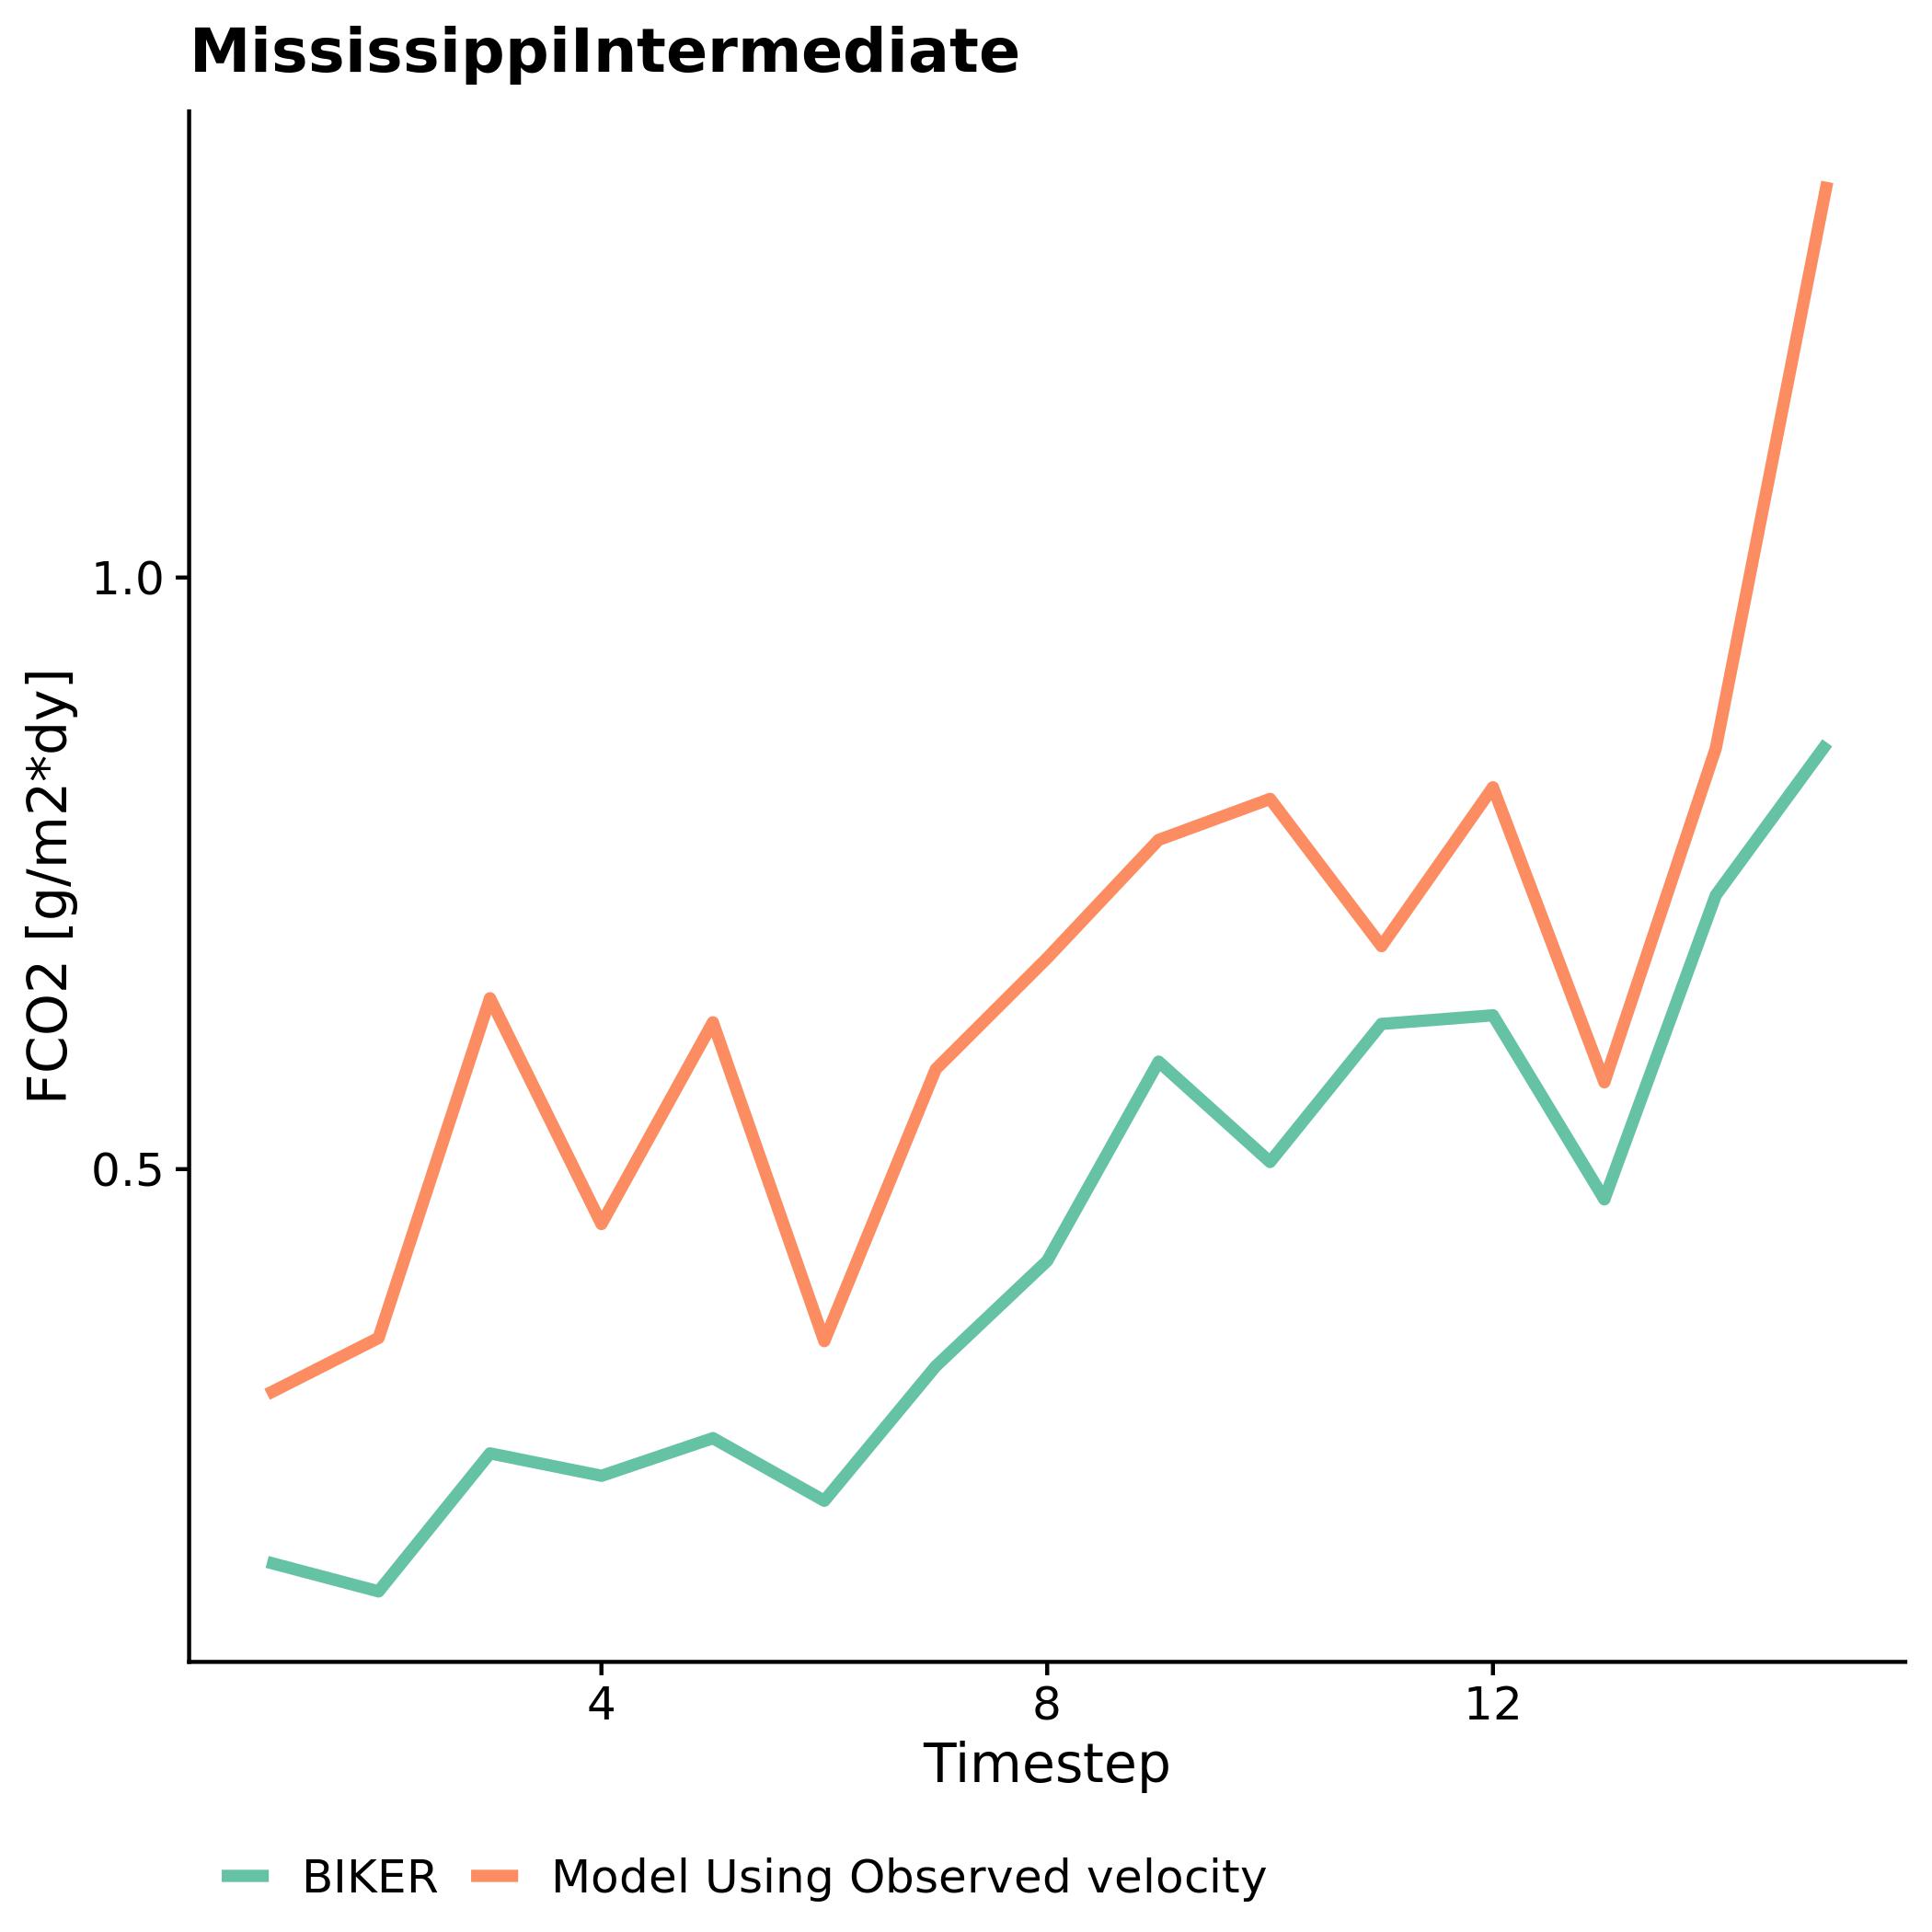 MississippiIntermediate
FCO2 [g/m2*dy]
1.0
0.5
4 8 12
Timestep
BIKER Model Using Observed velocity